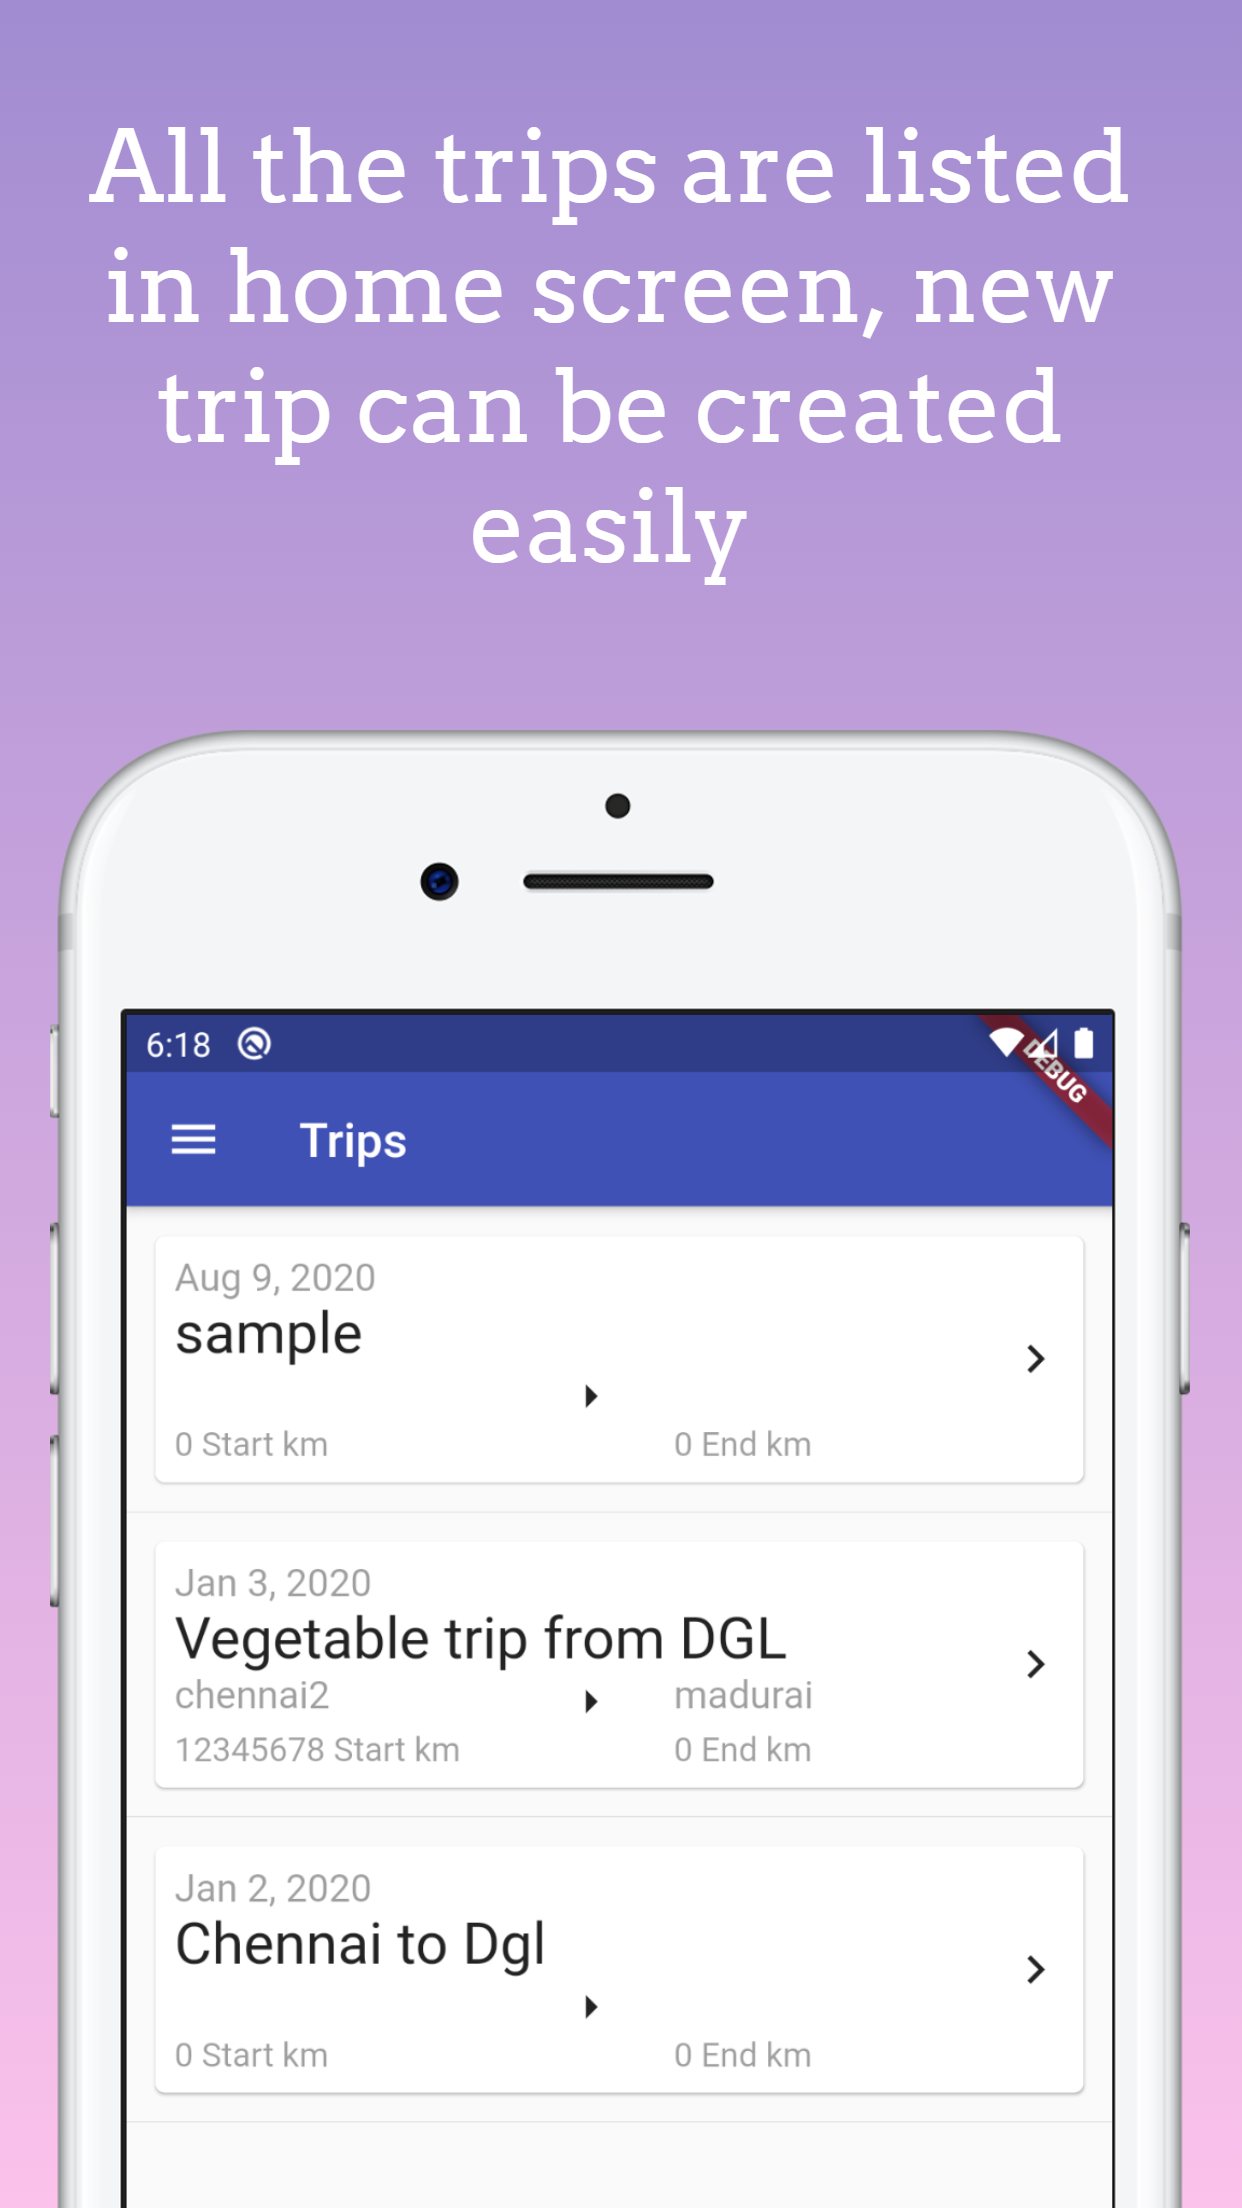 All the trips are listed
in home screen, new
trip can be created
easily
6:18
DEBUG
Trips
Aug 9, 2020
sample
0 Start km 0 End km
Jan 3, 2020
Vegetable trip from DGL
chennai2 madurai
12345678 Start km 0 End km
Jan 2, 2020
Chennai to Dgl
0 Start km 0 End km